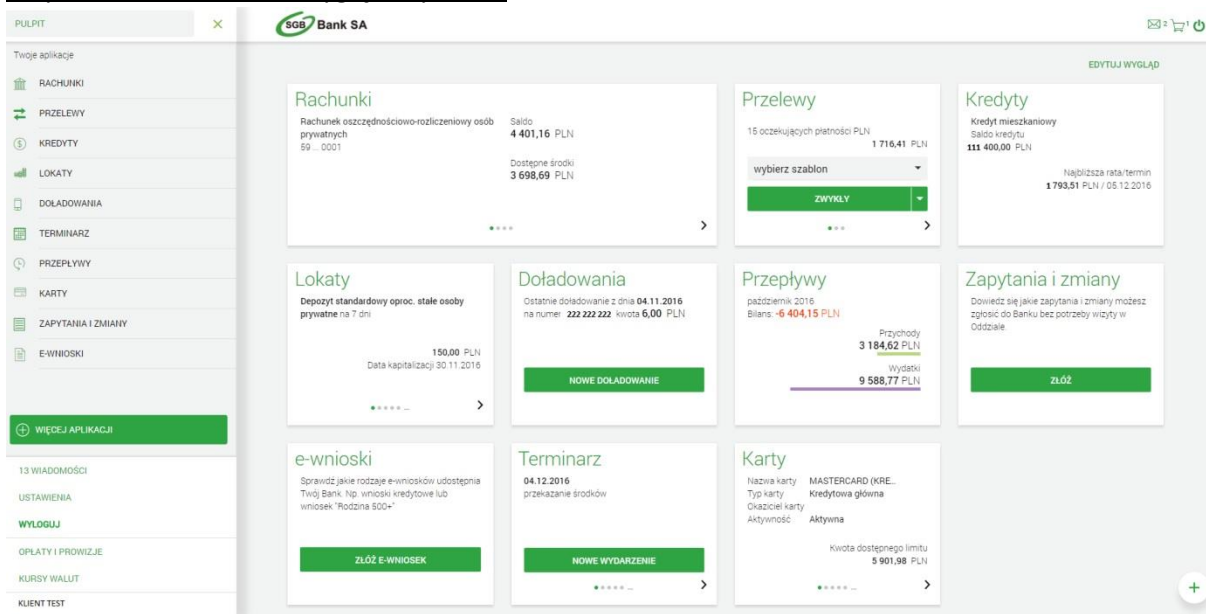 PULPIT
Twoje aplikacje
RACHUNKI
PRZELEWY
KREDYTY
LOKATY
DOŁADOWANIA
TERMINARZ
PRZEPŁYWY
KARTY
ZAPYTANIA I ZMIANY
E-WNIOSKI
WIĘCEJ APLIKACJI
13 WIADOMOŚCI
USTAWIENIA
WYLOGUJ
OPŁATY I PROWIZJE
KURSY WALUT
KLIENT TEST
SGB Bank SA
2 1
EDYTUJ WYGLĄD
Rachunki
Rachunek oszczędnościowo-rozliczeniowy osób
prywatnych
59 ... 0001
Saldo
4 401,16 PLN
Dostępne środki
3 698,69 PLN
Przelewy
15 oczekujących płatności PLN
1 716,41 PLN
wybierz szablon
ZWYKŁY
Kredyty
Kredyt mieszkaniowy
Saldo kredytu
111 400,00 PLN
Najbliższa rata/termin
1 793,51 PLN / 05.12.2016
Lokaty
Depozyt standardowy oproc. stałe osoby
prywatne na 7 dni
150,00 PLN
Data kapitalizacji 30.11.2016
Doładowania
Ostatnie doładowanie z dnia 04.11.2016
na numer 222 222 222 kwota 6,00 PLN
NOWE DOŁADOWANIE
Przepływy
październik 2016
Bilans: -6 404,15 PLN
Przychody
3 184,62 PLN
Wydatki
9 588,77 PLN
Zapytania i zmiany
Dowiedz się jakie zapytania i zmiany możesz
zgłosić do Banku bez potrzeby wizyty w
Oddziale.
ZŁÓŻ
e-wnioski
Sprawdź jakie rodzaje e-wniosków udostępnia
Twój Bank. Np. wnioski kredytowe lub
wniosek "Rodzina 500+"
ZŁÓŻ E-WNIOSEK
Terminarz
04.12.2016
przekazanie środków
NOWE WYDARZENIE
Karty
Nazwa karty MASTERCARD (KRE...
Typ karty Kredytowa główna
Okaziciel karty
Aktywność Aktywna
Kwota dostępnego limitu
5 901,98 PLN